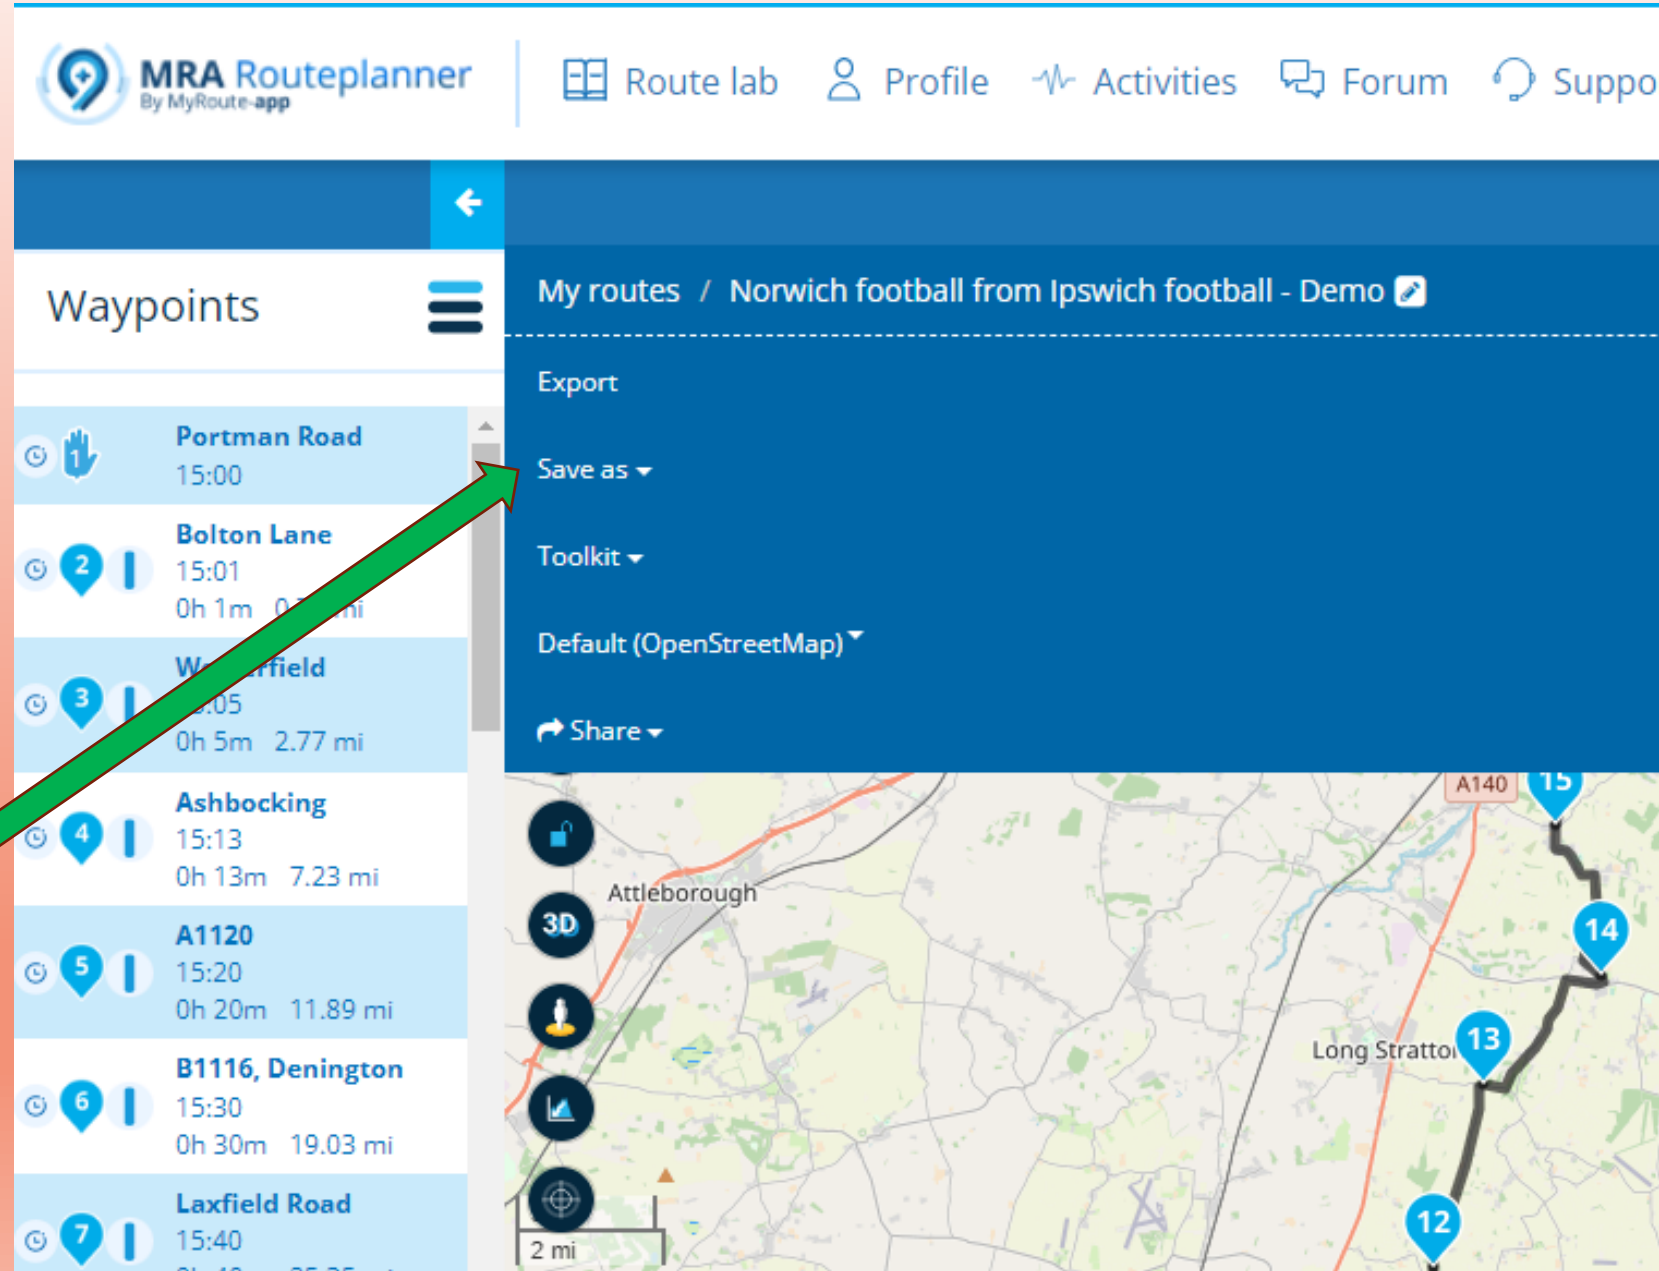 MRA Routeplanner
By MyRoute-app
Route lab
Profile
Activities
Forum
Waypoints
My routes / Norwich football from Ipswich football - Demo
Export
Save as
Toolkit
Default (OpenStreetMap)
Share
1
Portman Road
15:00
2
Bolton Lane
15:01
0h 1m
3
0h 5m 2.77 mi
4
Ashbocking
15:13
0h 13m 7.23 mi
5
A1120
15:20
0h 20m 11.89 mi
6
B1116, Denington
15:30
0h 30m 19.03 mi
7
Laxfield Road
15:40
A140
15
Attleborough
3D
14
13
Long
12
2 mi